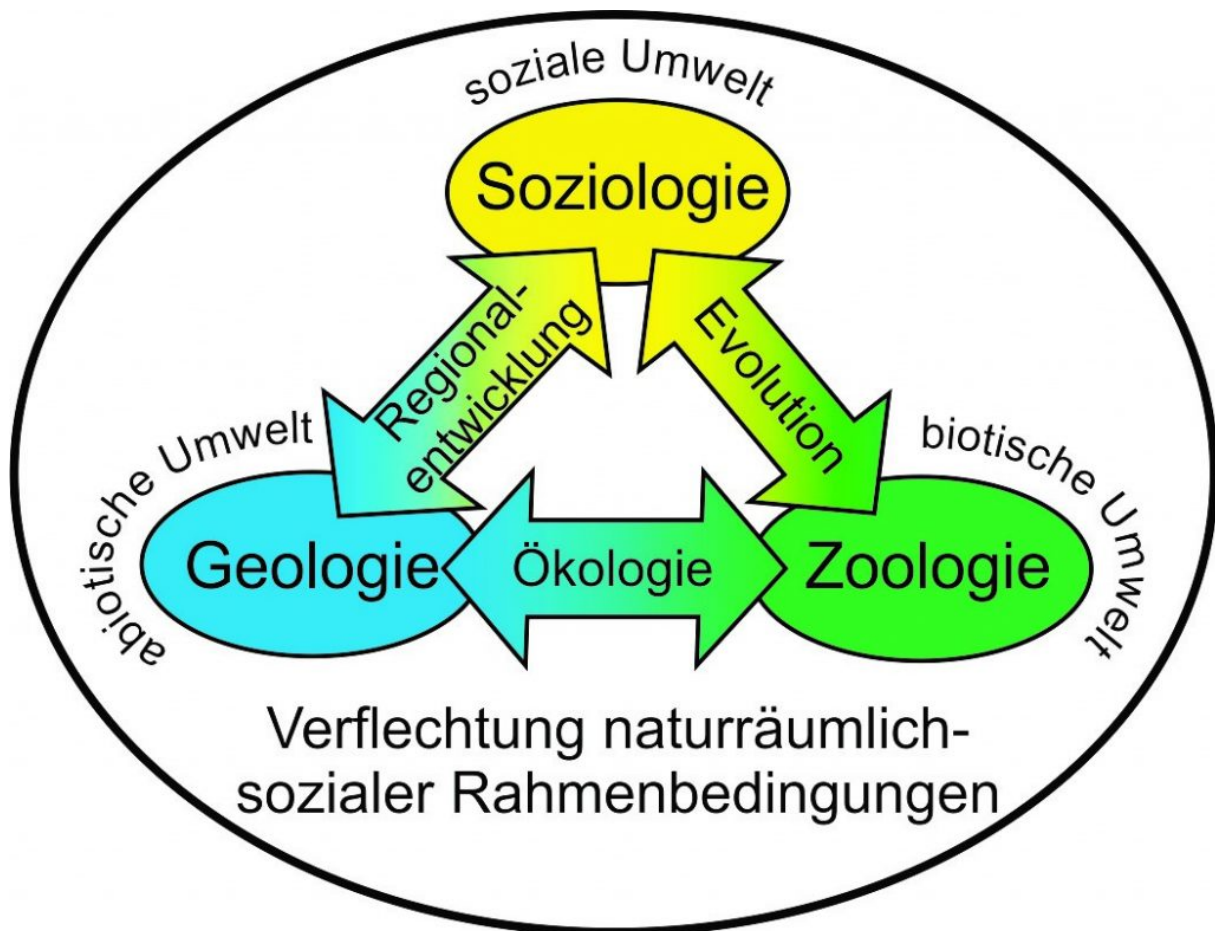 soziale Umwelt
Soziologie
Regional-
entwicklung
Evolution
abiotische Umwelt
biotische Umwelt
Geologie
Ökologie
Zoologie
Verflechtung naturräumlich-
sozialer Rahmenbedingungen